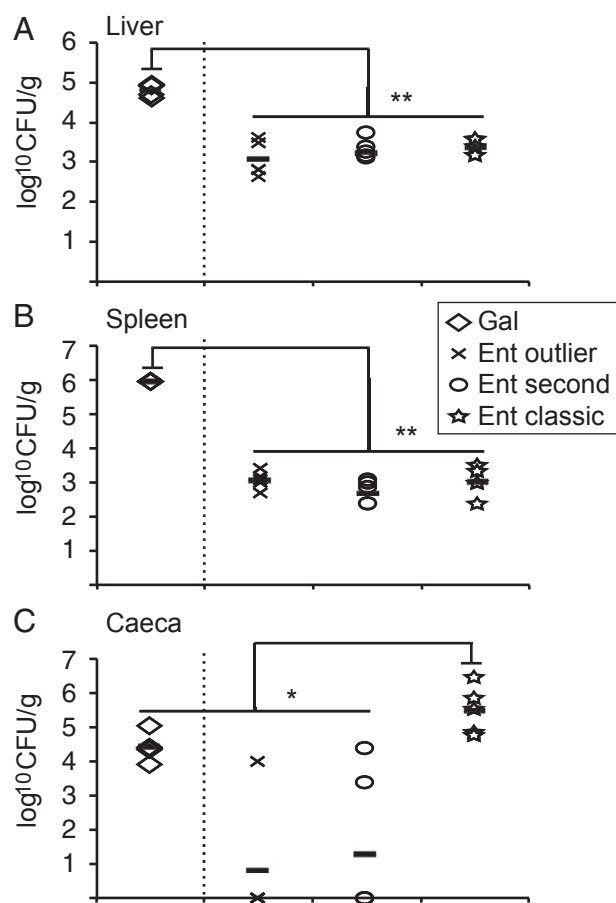 A Liver
6
5
4
3
2
1
log¹⁰CFU/g
**
B Spleen
7
6
5
4
3
2
1
log¹⁰CFU/g
**
Gal
Ent outlier
Ent second
Ent classic
C Caeca
7
6
5
4
3
2
1
log¹⁰CFU/g
*